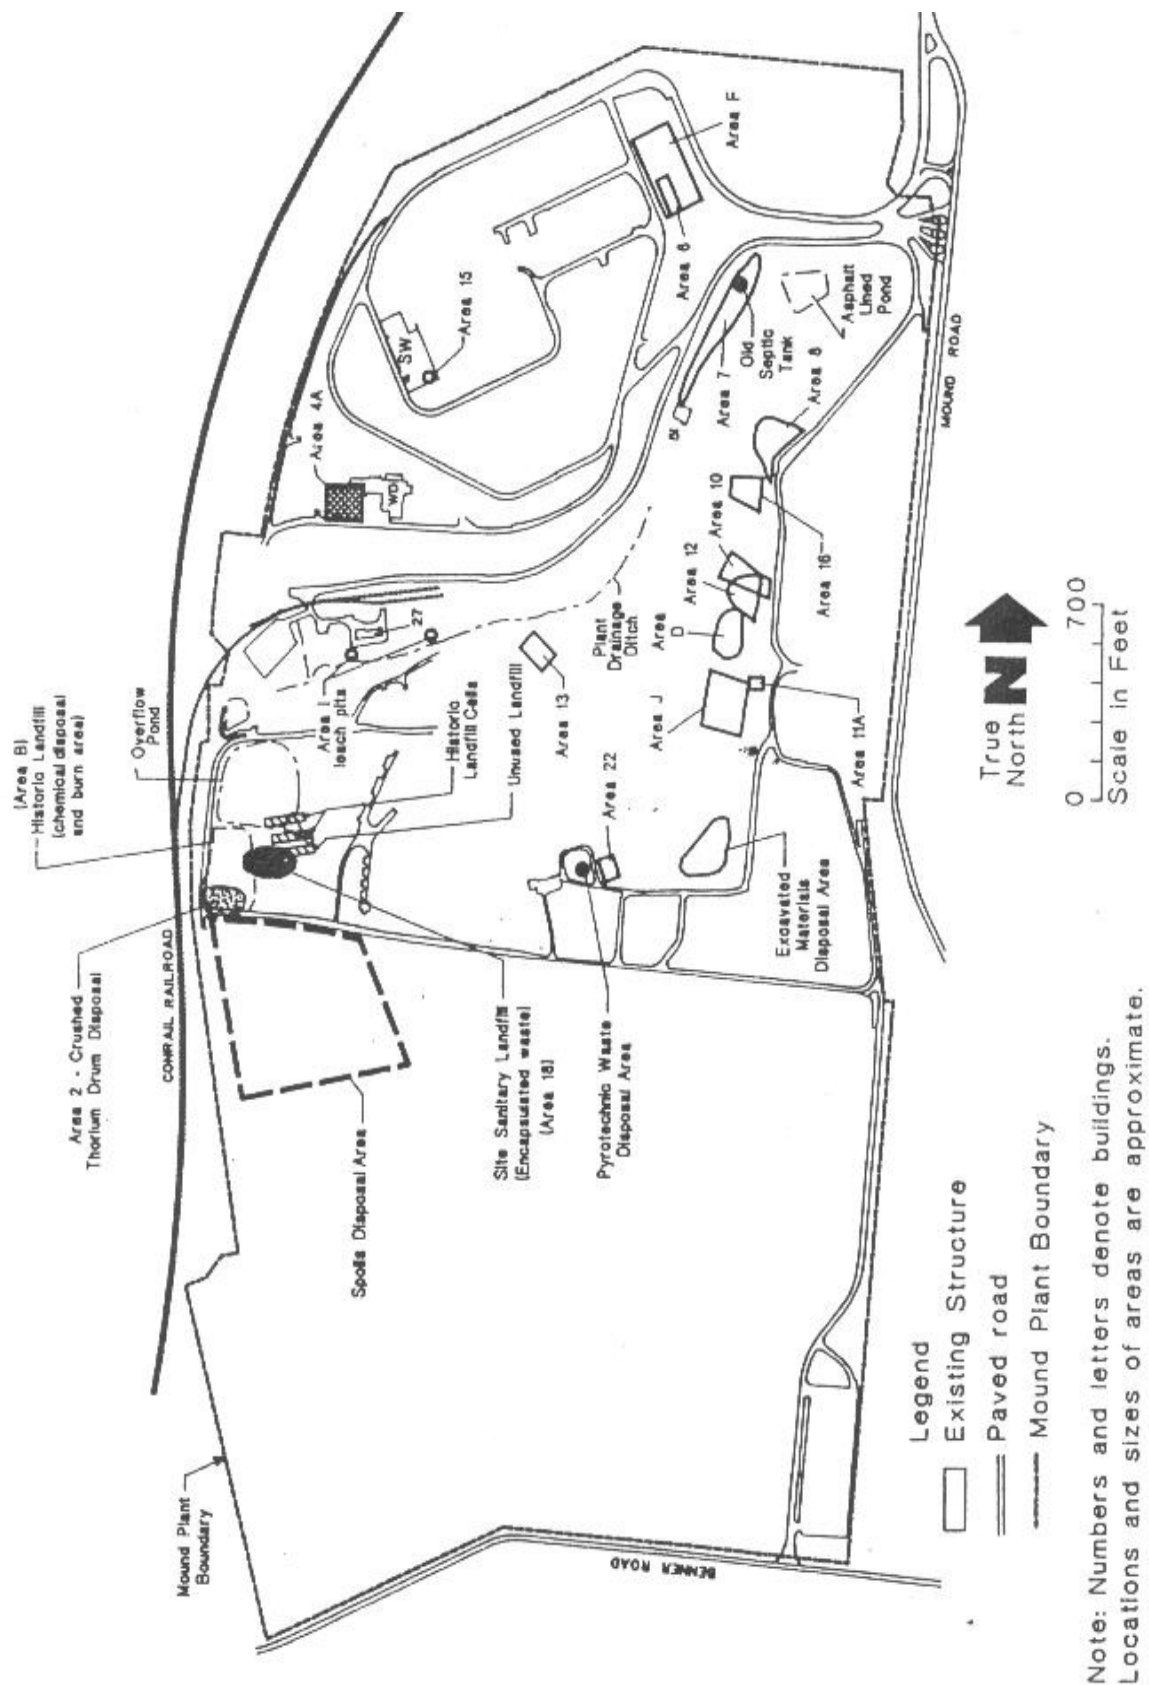 (Area B)
Historic Landfill
(chemical disposal
and burn area)
Overflow
Pond
Area 2 - Crushed
Thorium Drum Disposal
CONRAIL RAILROAD
Mound Plant
Boundary
Spoils Disposal Area
Site Sanitary Landfill
(Encapsulated waste)
(Area 18)
Pyrotechnic Waste
Disposal Area
Excavated
Materials
Disposal Area
Area 22
Unused Landfill
Historic
Landfill Cells
Area I
leach pits
27
Area 13
Plant
Drainage
Ditch
Area J
Area
D
Area 12
Area 10
Area 11A
Area 16
Area 8
Area 7
Old
Septic
Tank
Asphalt
Lined
Pond
Area 6
Area F
Area 15
SW
Area 4A
WD
MOUND ROAD
BENNER ROAD
True
North
N
0 700
Scale in Feet
Legend
Existing Structure
Paved road
Mound Plant Boundary
Note: Numbers and letters denote buildings.
Locations and sizes of areas are approximate.